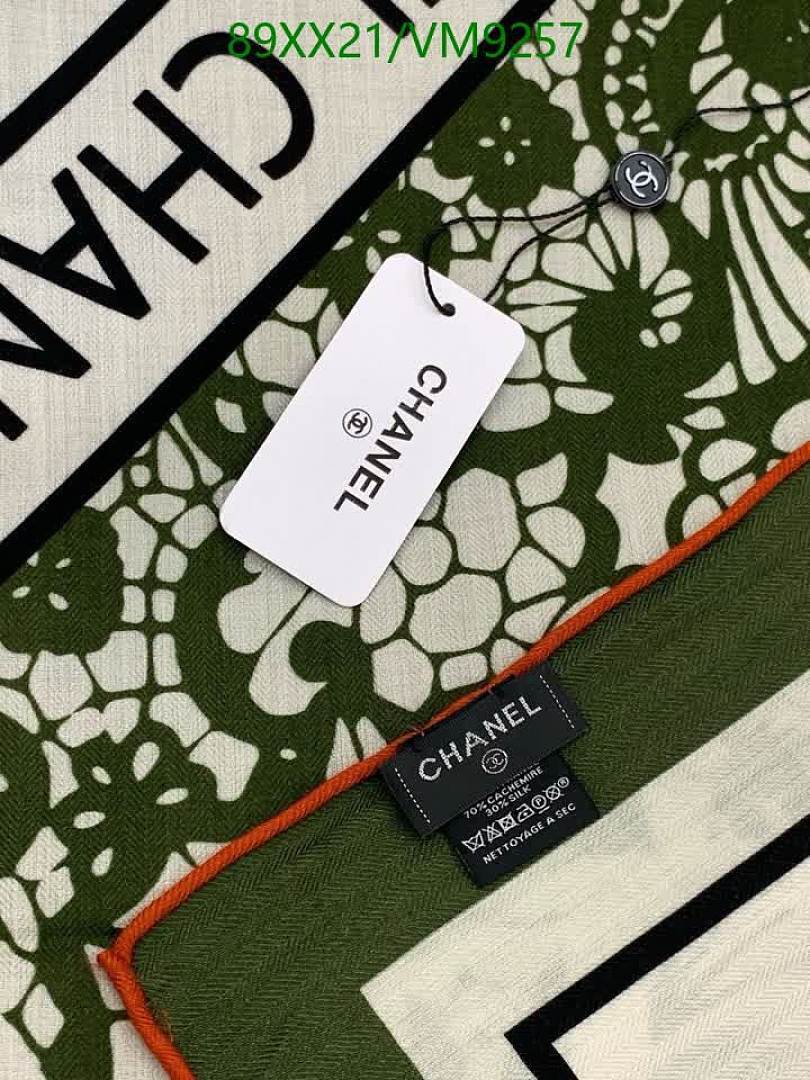 89XX21/VM9257
CHAN
CHANEL
CHANEL
70% CACHEMIRE
30% SILK
NETTOYAGE A SEC